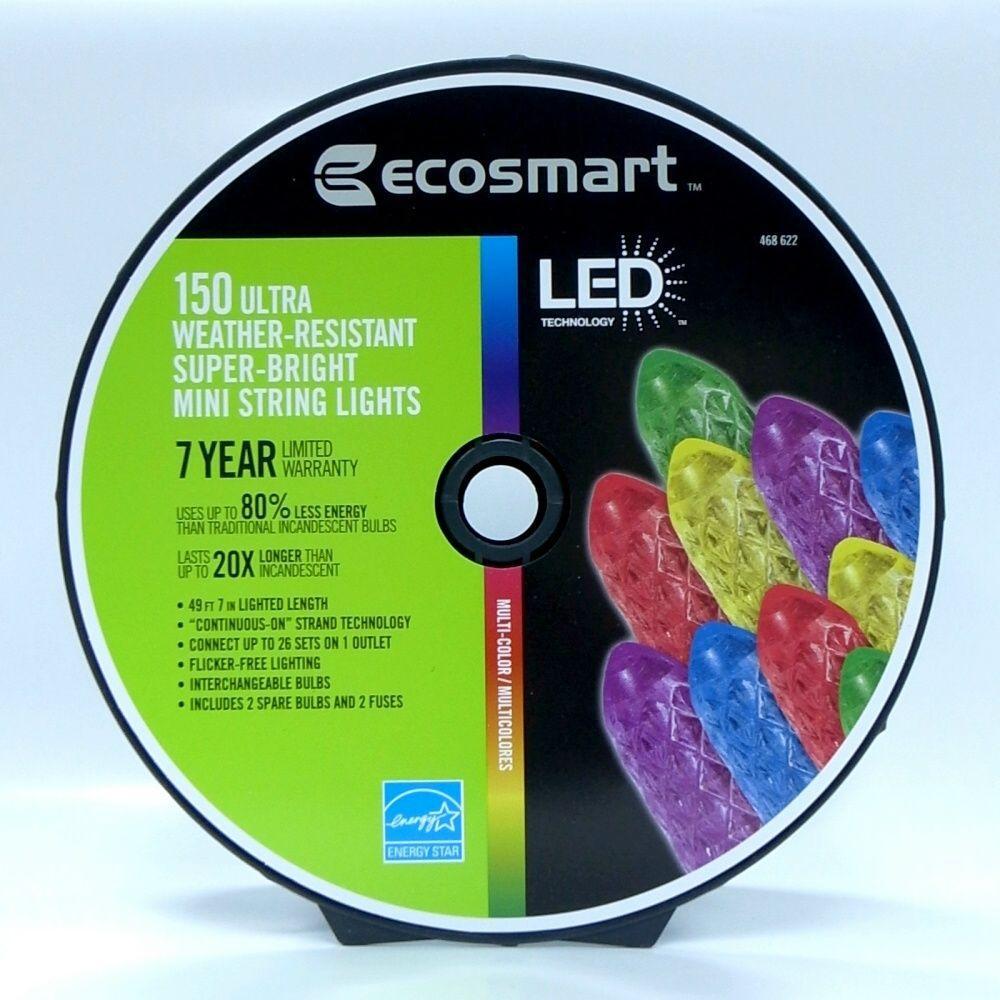 ecosmart™
468 622
LED
TECHNOLOGY ™
150 ULTRA
WEATHER-RESISTANT
SUPER-BRIGHT
MINI STRING LIGHTS
7 YEAR LIMITED WARRANTY
USES UP TO 80% LESS ENERGY
THAN TRADITIONAL INCANDESCENT BULBS
LASTS UP TO 20X LONGER THAN INCANDESCENT
• 49 FT 7 IN LIGHTED LENGTH
• "CONTINUOUS-ON" STRAND TECHNOLOGY
• CONNECT UP TO 26 SETS ON 1 OUTLET
• FLICKER-FREE LIGHTING
• INTERCHANGEABLE BULBS
• INCLUDES 2 SPARE BULBS AND 2 FUSES
MULTI-COLOR / MULTICOLORES
energy
ENERGY STAR